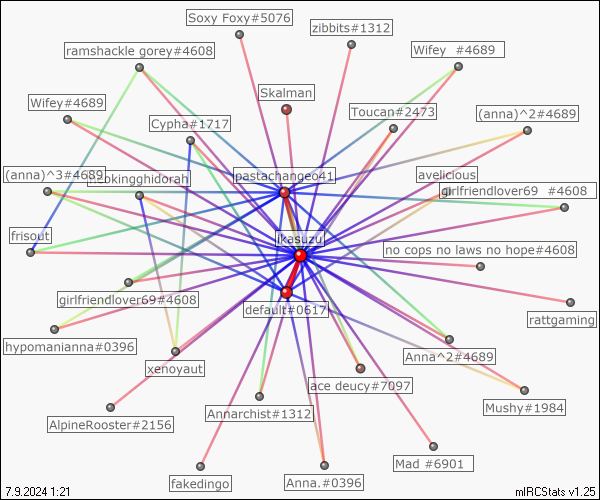 Soxy Foxy#5076
zibbits#1312
ramshackle gorey#4608
Wifey #4689
Skalman
Wifey#4689
Toucan#2473
(anna)^2#4689
Cypha#1717
(anna)^3#4689
pastachangeo41
avelicious
girlfriendlover69 #4608
frisout
jkasuzu
no cops no laws no hope#4608
girlfriendlover69#4608
default#0617
rattgaming
hypomanianna#0396
Anna^2#4689
xenoyaut
ace deucy#7097
Mushy#1984
AlpineRooster#2156
Annarchist#1312
fakedingo
Anna.#0396
Mad #6901
7.9.2024 1:21
mIRCStats v1.25